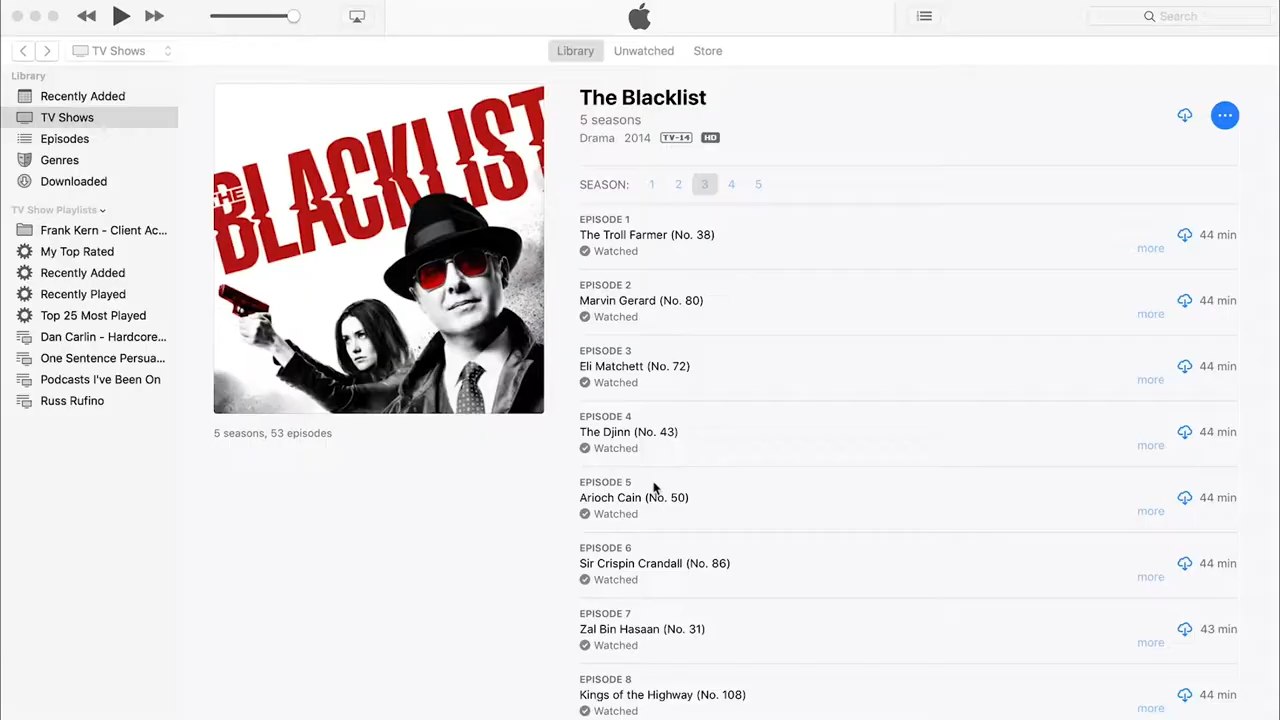 Search
TV Shows
Library
Unwatched
Store
Library
Recently Added
TV Shows
Episodes
Genres
Downloaded
TV Show Playlists
Frank Kern - Client Ac...
My Top Rated
Recently Added
Recently Played
Top 25 Most Played
Dan Carlin - Hardcore...
One Sentence Persua...
Podcasts I've Been On
Russ Rufino
THE
BLACKLIST
5 seasons, 53 episodes
The Blacklist
5 seasons
Drama 2014 TV-14 HD
SEASON: 1 2 3 4 5
EPISODE 1
The Troll Farmer (No. 38)
44 min
Watched
more
EPISODE 2
Marvin Gerard (No. 80)
44 min
Watched
more
EPISODE 3
Eli Matchett (No. 72)
44 min
Watched
more
EPISODE 4
The Djinn (No. 43)
44 min
Watched
more
EPISODE 5
Arioch Cain (No. 50)
44 min
Watched
more
EPISODE 6
Sir Crispin Crandall (No. 86)
44 min
Watched
more
EPISODE 7
Zal Bin Hasaan (No. 31)
43 min
Watched
more
EPISODE 8
Kings of the Highway (No. 108)
44 min
Watched
more